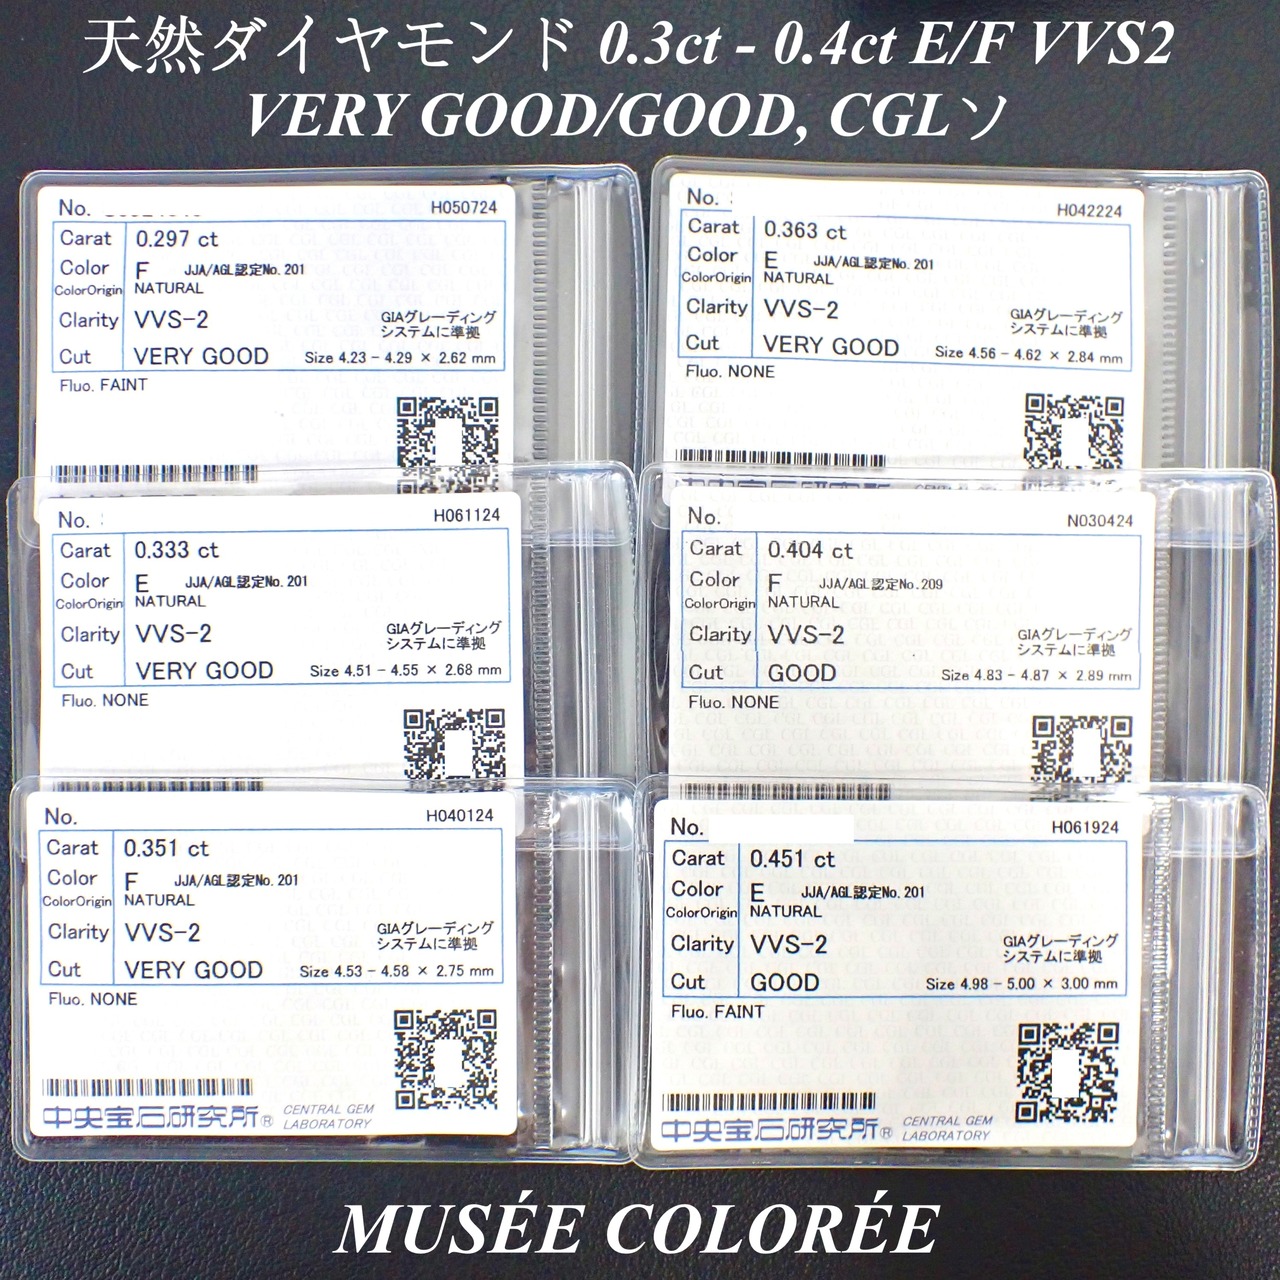 天然ダイヤモンド 0.3ct - 0.4ct E/F VVS2
VERY GOOD/GOOD, CGLソ
No.
H050724
Carat 0.297 ct
Color F JJA/AGL認定No.201
ColorOrigin NATURAL
Clarity VVS-2 GIAグレーディング
システムに準拠
Cut VERY GOOD Size 4.23 - 4.29 × 2.62 mm
Fluo. FAINT
No.
H042224
Carat 0.363 ct
Color E JJA/AGL認定No.201
ColorOrigin NATURAL
Clarity VVS-2 GIAグレーディング
システムに準拠
Cut VERY GOOD Size 4.56 - 4.62 × 2.84 mm
Fluo. NONE
中央宝石研究所 CENTRAL GEM
No.
H061124
Carat 0.333 ct
Color E JJA/AGL認定No.201
ColorOrigin NATURAL
Clarity VVS-2 GIAグレーディング
システムに準拠
Cut VERY GOOD Size 4.51 - 4.55 × 2.68 mm
Fluo. NONE
No.
N030424
Carat 0.404 ct
Color F JJA/AGL認定No.209
ColorOrigin NATURAL
Clarity VVS-2 GIAグレーディング
システムに準拠
Cut GOOD Size 4.83 - 4.87 × 2.89 mm
Fluo. NONE
No.
H040124
Carat 0.351 ct
Color F JJA/AGL認定No.201
ColorOrigin NATURAL
Clarity VVS-2 GIAグレーディング
システムに準拠
Cut VERY GOOD Size 4.53 - 4.58 × 2.75 mm
Fluo. NONE
中央宝石研究所® CENTRAL GEM
LABORATORY
No.
H061924
Carat 0.451 ct
Color E JJA/AGL認定No.201
ColorOrigin NATURAL
Clarity VVS-2 GIAグレーディング
システムに準拠
Cut GOOD Size 4.98 - 5.00 × 3.00 mm
Fluo. FAINT
中央宝石研究所® CENTRAL GEM
LABORATORY
MUSÉE COLORÉE